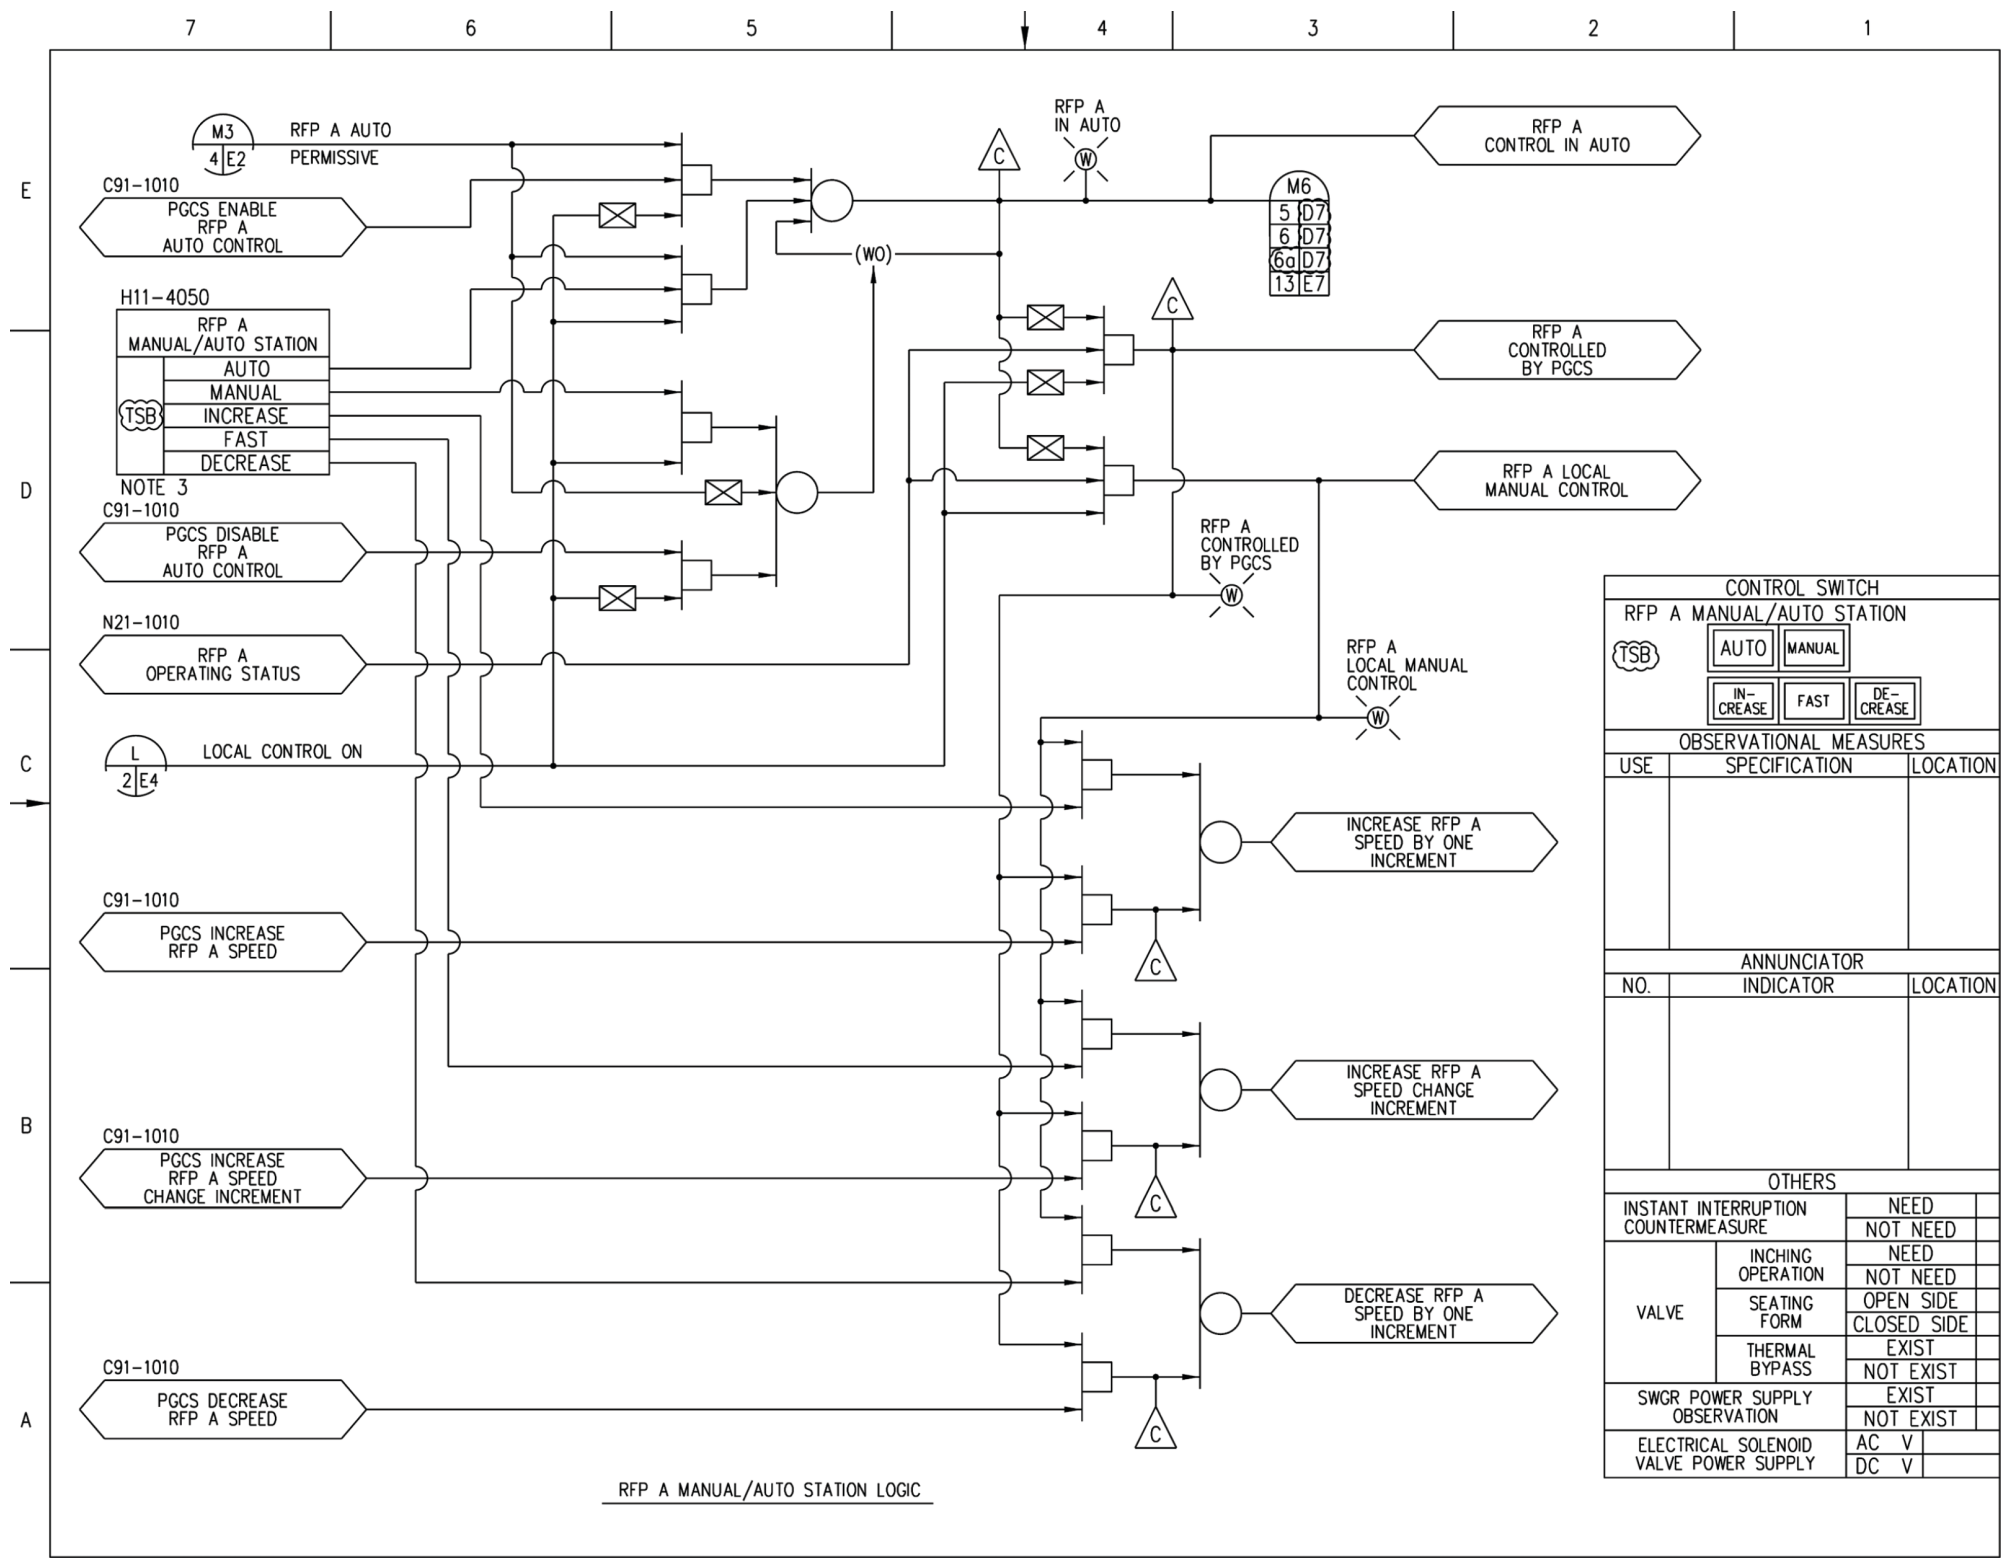 7 6 5 4 3 2 1
E
D
C
B
A
M3
4 E2
RFP A AUTO
PERMISSIVE
C91-1010
PGCS ENABLE
RFP A
AUTO CONTROL
H11-4050
RFP A
MANUAL/AUTO STATION
TSB
AUTO
MANUAL
INCREASE
FAST
DECREASE
NOTE 3
C91-1010
PGCS DISABLE
RFP A
AUTO CONTROL
N21-1010
RFP A
OPERATING STATUS
L
2 E4
LOCAL CONTROL ON
C91-1010
PGCS INCREASE
RFP A SPEED
C91-1010
PGCS INCREASE
RFP A SPEED
CHANGE INCREMENT
C91-1010
PGCS DECREASE
RFP A SPEED
(WO)
C
RFP A
IN AUTO
W
RFP A
CONTROL IN AUTO
M6
5 D7
6 D7
6a D7
13 E7
C
RFP A
CONTROLLED
BY PGCS
RFP A LOCAL
MANUAL CONTROL
RFP A
CONTROLLED
BY PGCS
W
RFP A
LOCAL MANUAL
CONTROL
W
INCREASE RFP A
SPEED BY ONE
INCREMENT
C
INCREASE RFP A
SPEED CHANGE
INCREMENT
C
DECREASE RFP A
SPEED BY ONE
INCREMENT
C
CONTROL SWITCH
RFP A MANUAL/AUTO STATION
TSB
AUTO MANUAL
IN-
CREASE
FAST
DE-
CREASE
OBSERVATIONAL MEASURES
USE SPECIFICATION LOCATION
ANNUNCIATOR
NO. INDICATOR LOCATION
OTHERS
INSTANT INTERRUPTION
COUNTERMEASURE
NEED
NOT NEED
VALVE
INCHING
OPERATION
NEED
NOT NEED
SEATING
FORM
OPEN SIDE
CLOSED SIDE
THERMAL
BYPASS
EXIST
NOT EXIST
SWGR POWER SUPPLY
OBSERVATION
EXIST
NOT EXIST
ELECTRICAL SOLENOID
VALVE POWER SUPPLY
AC V
DC V
RFP A MANUAL/AUTO STATION LOGIC